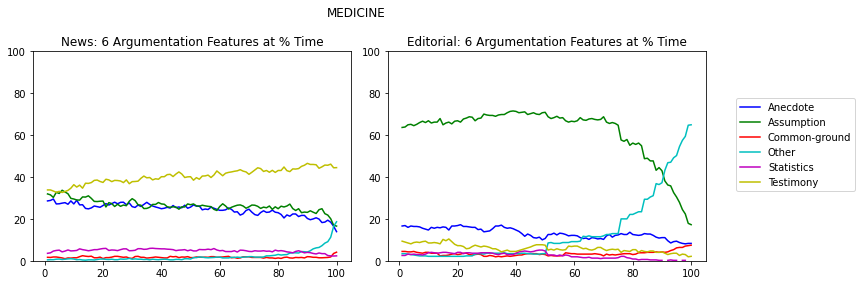 MEDICINE
News: 6 Argumentation Features at % Time
100
80
60
40
20
0
0 20 40 60 80 100
Editorial: 6 Argumentation Features at % Time
100
80
60
40
20
0
0 20 40 60 80 100
Anecdote
Assumption
Common-ground
Other
Statistics
Testimony